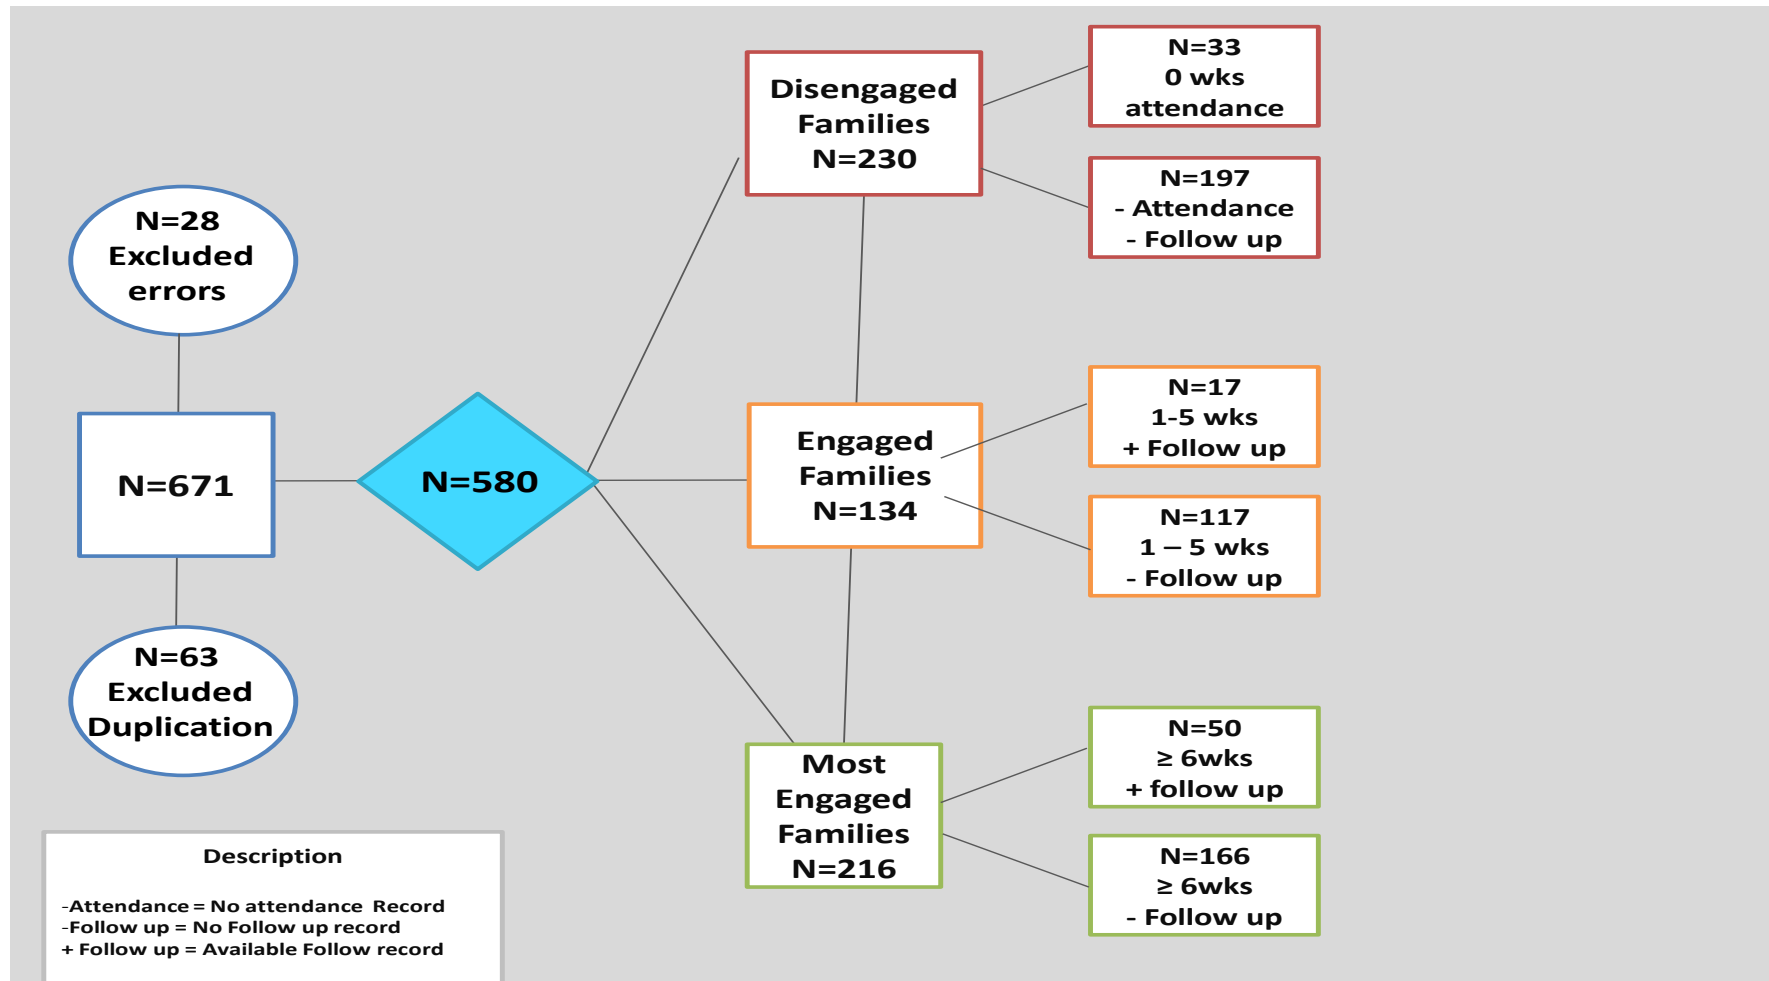 N=28
Excluded
errors
N=671
N=63
Excluded
Duplication
N=580
Disengaged
Families
N=230
N=33
0 wks
attendance
N=197
- Attendance
- Follow up
Engaged
Families
N=134
N=17
1-5 wks
+ Follow up
N=117
1 – 5 wks
- Follow up
Most
Engaged
Families
N=216
N=50
≥ 6wks
+ follow up
N=166
≥ 6wks
- Follow up
Description
-Attendance = No attendance Record
-Follow up = No Follow up record
+ Follow up = Available Follow record